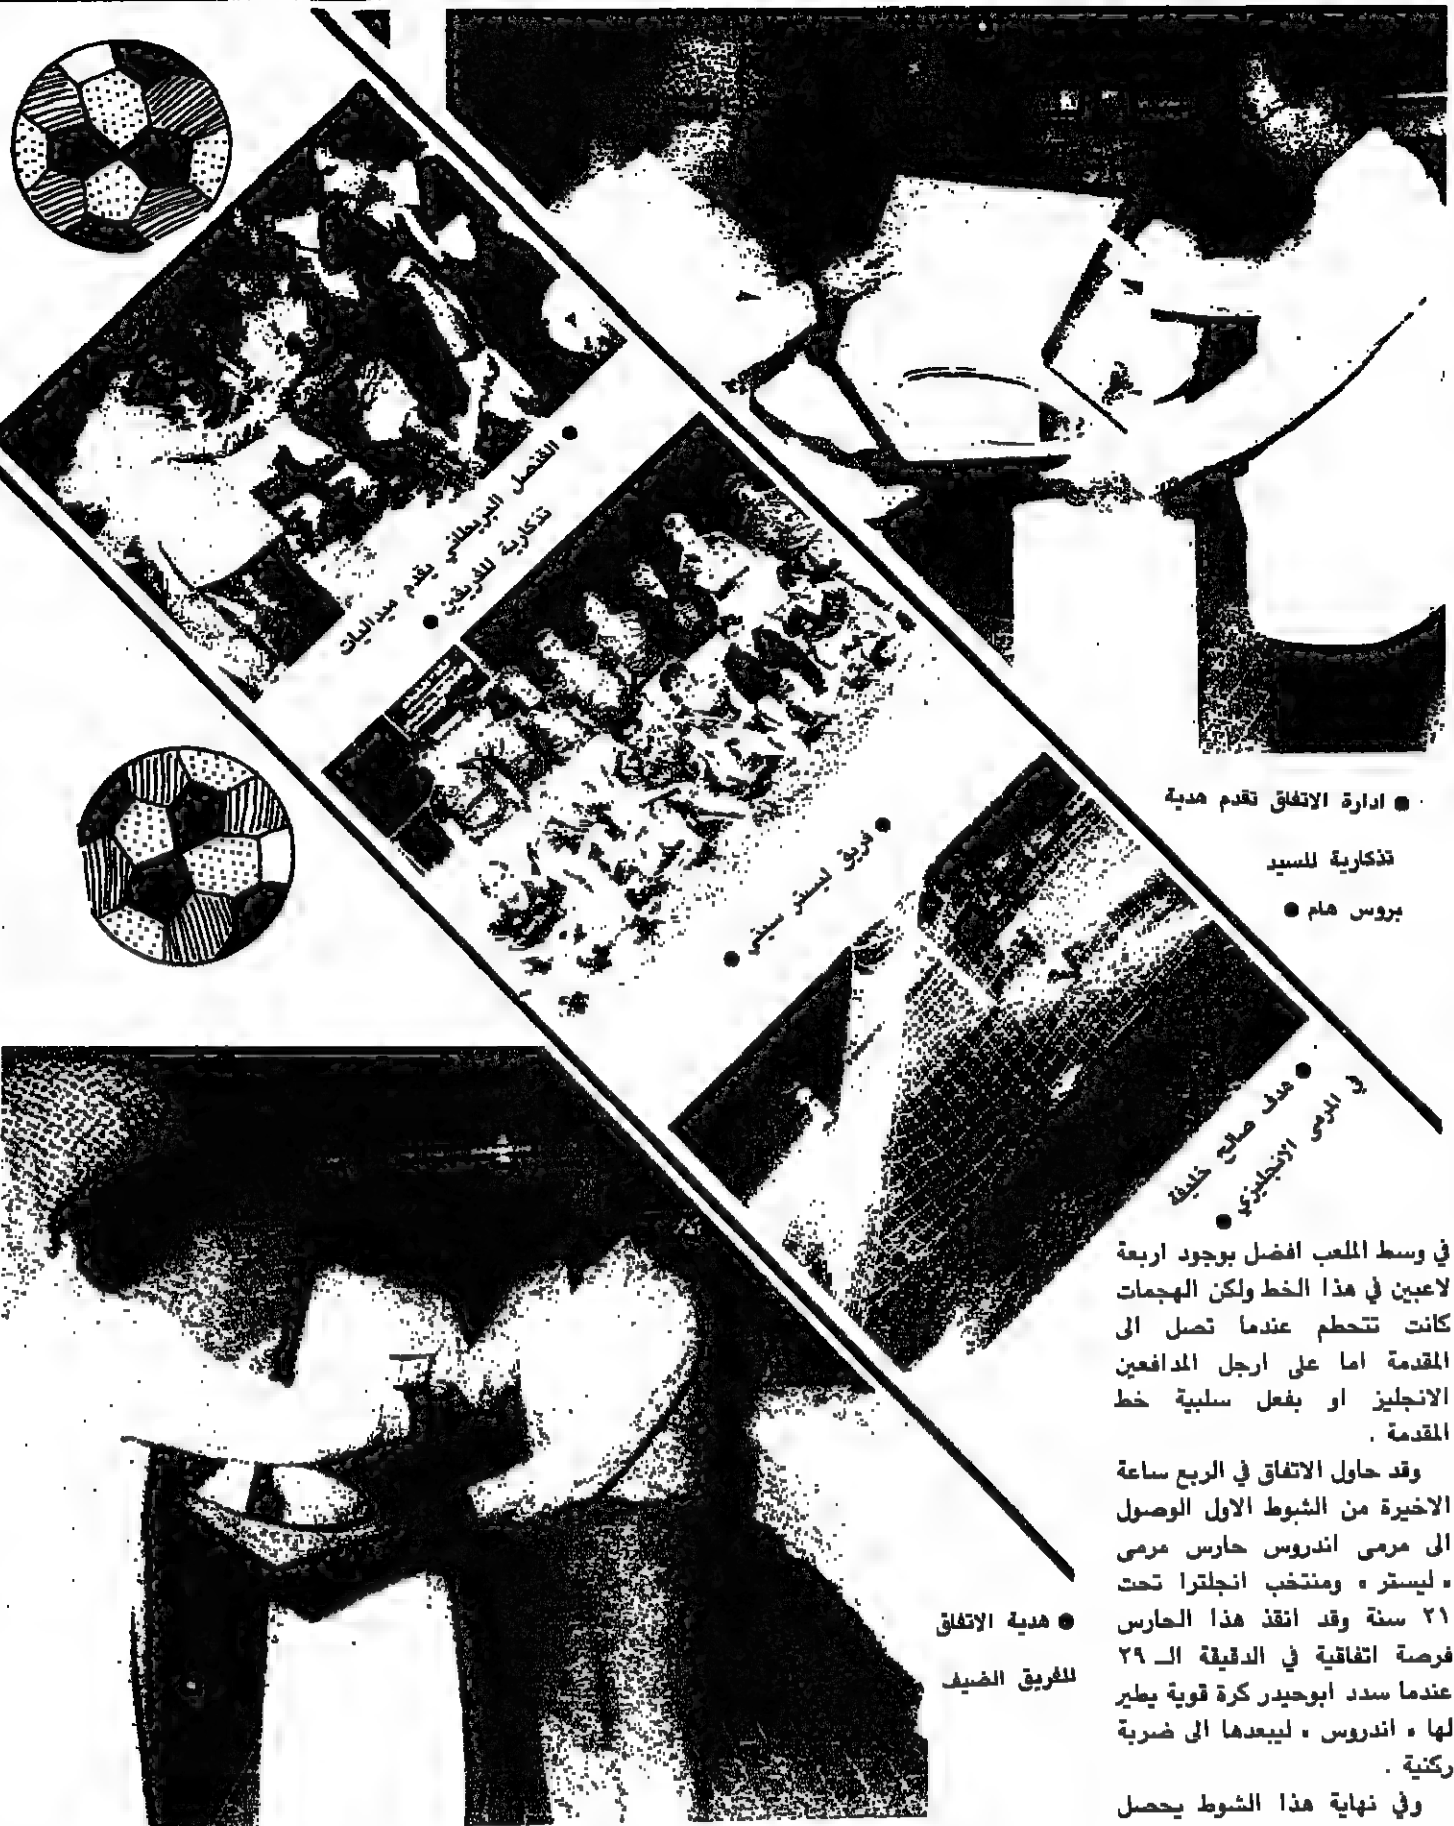 ● القنصل البريطاني يقدم ميداليات
تذكارية للفريقين ●
● فريق ليستر سيتي ●
● ادارة الاتفاق تقدم هدية
تذكارية للسيد
بروس هام ●
● هدف صالح خليفة
في المرمى الانجليزي ●
في وسط الملعب افضل بوجود اربعة
لاعبين في هذا الخط ولكن الهجمات
كانت تتحطم عندما تصل الى
المقدمة اما على ارجل المدافعين
الانجليز او بفعل سلبية خط
المقدمة .
وقد حاول الاتفاق في الربع ساعة
الاخيرة من الشوط الاول الوصول
الى مرمى اندروس حارس مرمى
« ليستر » ومنتخب انجلترا تحت
٢١ سنة وقد انقذ هذا الحارس
فرصة اتفاقية في الدقيقة الـ ٢٩
عندما سدد ابوحيدر كرة قوية يطير
لها « اندروس » ليبعدها الى ضربة
ركنية .
وفي نهاية هذا الشوط يحصل
● هدية الاتفاق
للفريق الضيف